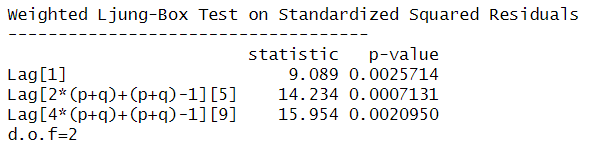 Weighted Ljung-Box Test on Standardized Squared Residuals
------------------------------------
statistic p-value
Lag[1] 9.089 0.0025714
Lag[2*(p+q)+(p+q)-1][5] 14.234 0.0007131
Lag[4*(p+q)+(p+q)-1][9] 15.954 0.0020950
d.o.f=2